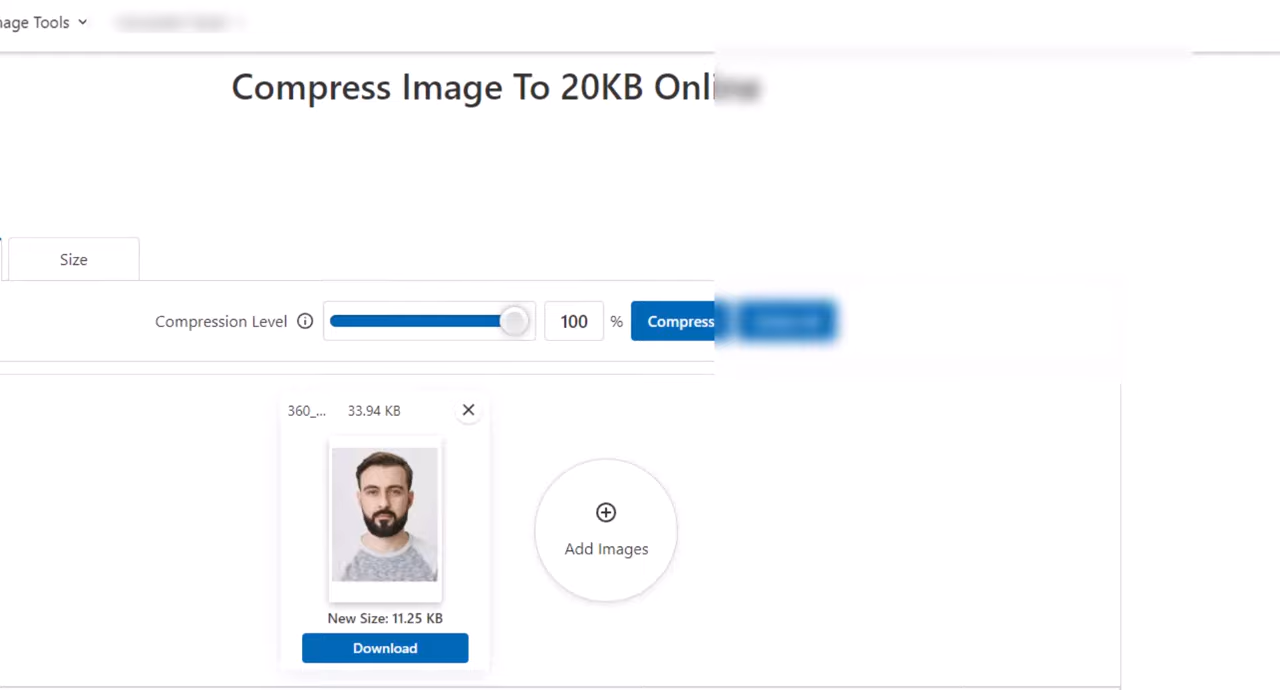 age Tools
Compress Image To 20KB Online
Size
Compression Level
100 %
Compress
360_... 33.94 KB
Add Images
New Size: 11.25 KB
Download